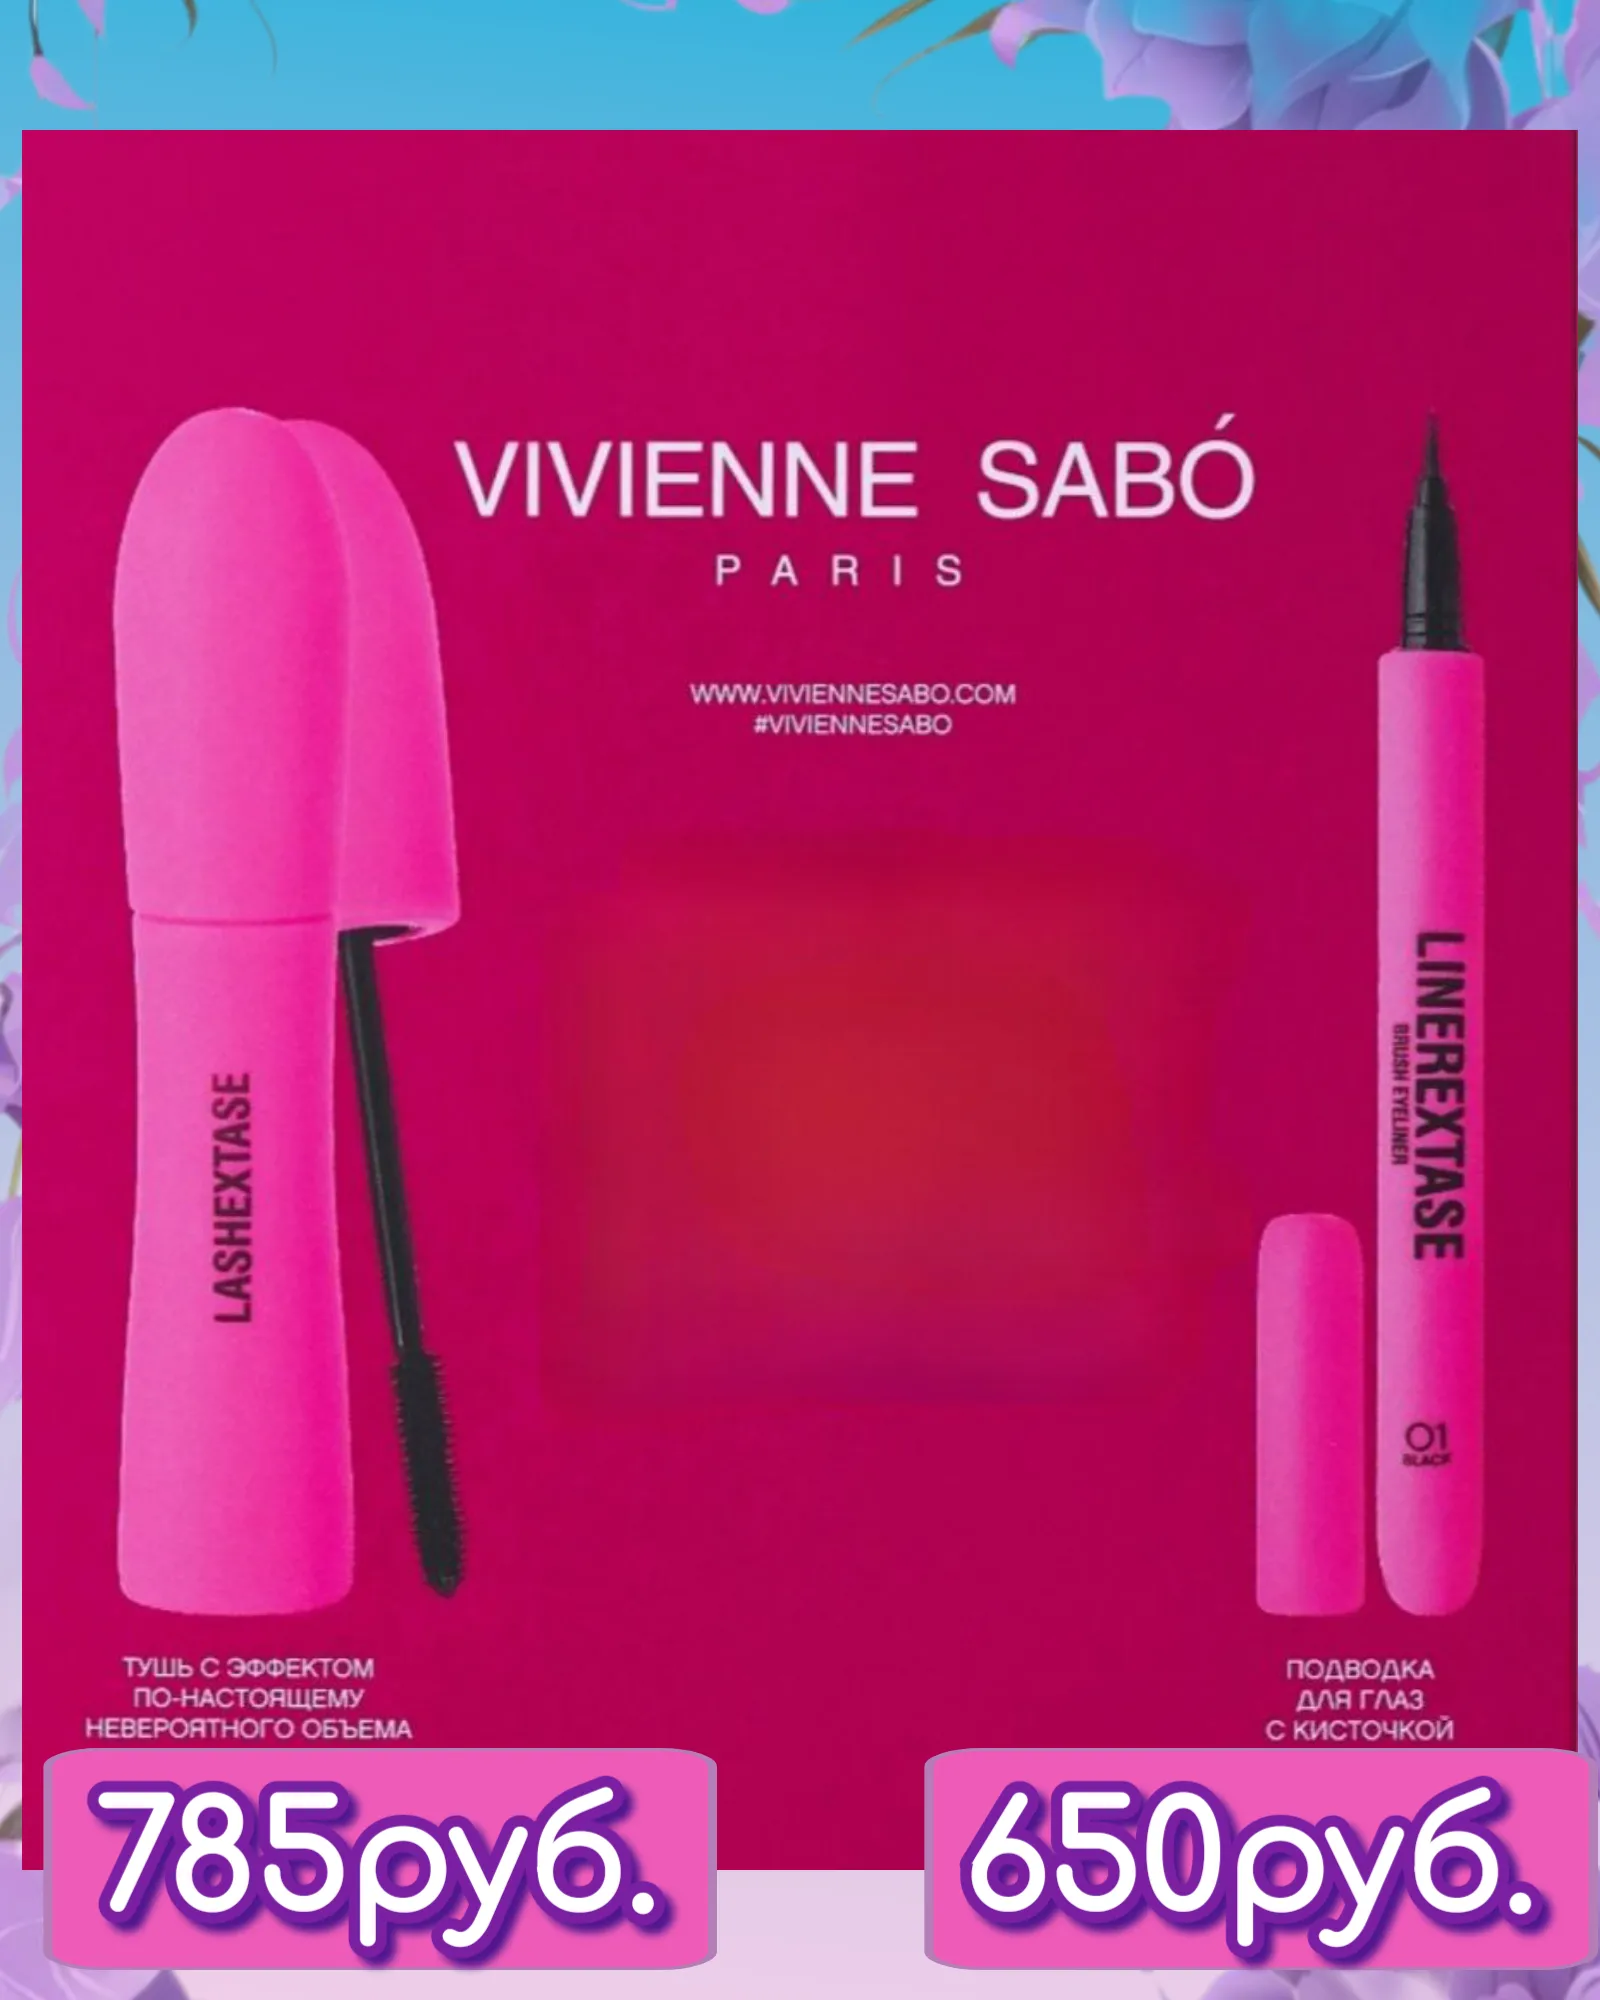 VIVIENNE SABÓ
PARIS
WWW.VIVIENNESABO.COM
#VIVIENNESABO
LASHEXTASE
LINEREXTASE
BRUSH EYELINER
01
BLACK
ТУШЬ С ЭФФЕКТОМ
ПО-НАСТОЯЩЕМУ
НЕВЕРОЯТНОГО ОБЪЕМА
ПОДВОДКА
ДЛЯ ГЛАЗ
С КИСТОЧКОЙ
785руб.
650руб.